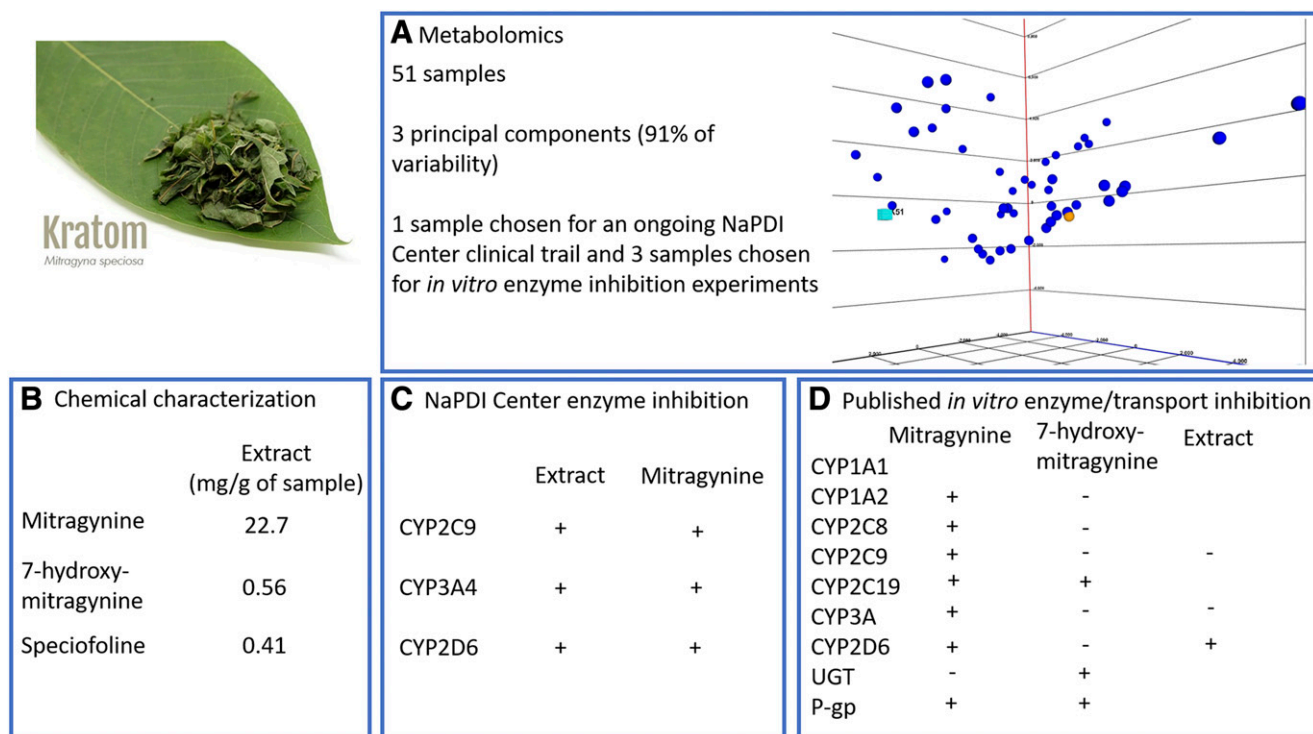 Kratom
Mitragyna speciosa
A Metabolomics
51 samples
3 principal components (91% of
variability)
1 sample chosen for an ongoing NaPDI
Center clinical trail and 3 samples chosen
for in vitro enzyme inhibition experiments
B Chemical characterization
Extract
(mg/g of sample)
Mitragynine 22.7
7-hydroxy-
mitragynine 0.56
Speciofoline 0.41
C NaPDI Center enzyme inhibition
Extract Mitragynine
CYP2C9 + +
CYP3A4 + +
CYP2D6 + +
D Published in vitro enzyme/transport inhibition
Mitragynine 7-hydroxy-
mitragynine Extract
CYP1A1
CYP1A2 + -
CYP2C8 + -
CYP2C9 + - -
CYP2C19 + +
CYP3A + - -
CYP2D6 + - +
UGT - +
P-gp + +